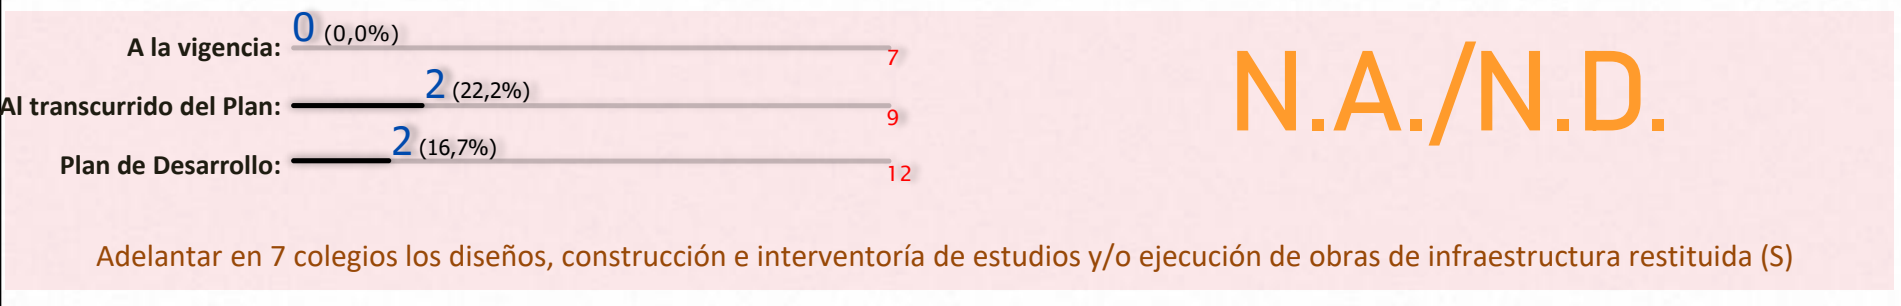 A la vigencia: 0 (0,0%) 7
Al transcurrido del Plan: 2 (22,2%) 9
Plan de Desarrollo: 2 (16,7%) 12
N.A./N.D.
Adelantar en 7 colegios los diseños, construcción e interventoría de estudios y/o ejecución de obras de infraestructura restituida (S)